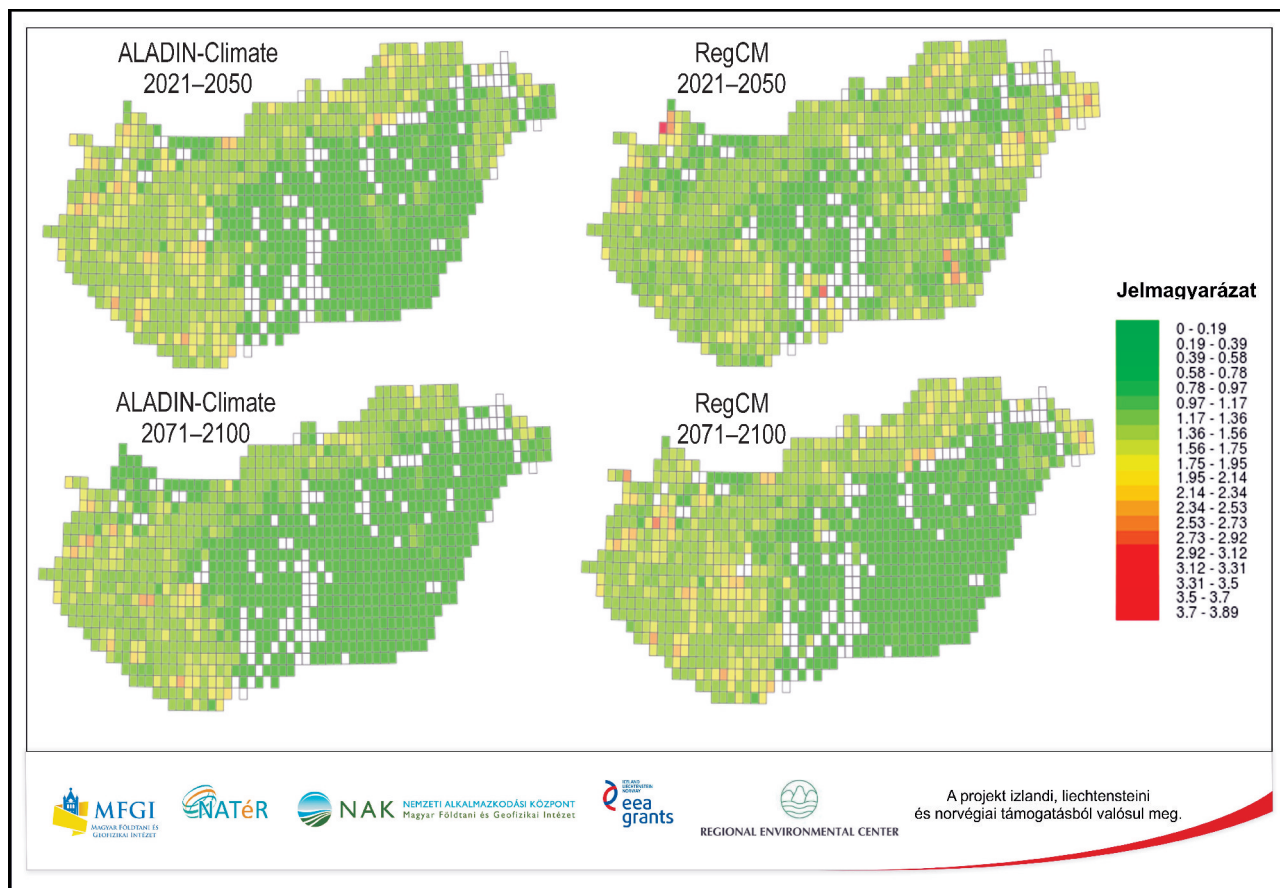 ALADIN-Climate
2021–2050
RegCM
2021–2050
ALADIN-Climate
2071–2100
RegCM
2071–2100
Jelmagyarázat
0 - 0.19
0.19 - 0.39
0.39 - 0.58
0.58 - 0.78
0.78 - 0.97
0.97 - 1.17
1.17 - 1.36
1.36 - 1.56
1.56 - 1.75
1.75 - 1.95
1.95 - 2.14
2.14 - 2.34
2.34 - 2.53
2.53 - 2.73
2.73 - 2.92
2.92 - 3.12
3.12 - 3.31
3.31 - 3.5
3.5 - 3.7
3.7 - 3.89
MFGI
MAGYAR FÖLDTANI ÉS
GEOFIZIKAI INTÉZET
NATéR
NAK
NEMZETI ALKALMAZKODÁSI KÖZPONT
Magyar Földtani és Geofizikai Intézet
ICELAND
LIECHTENSTEIN
NORWAY
eea
grants
REGIONAL ENVIRONMENTAL CENTER
A projekt izlandi, liechtensteini
és norvégiai támogatásból valósul meg.